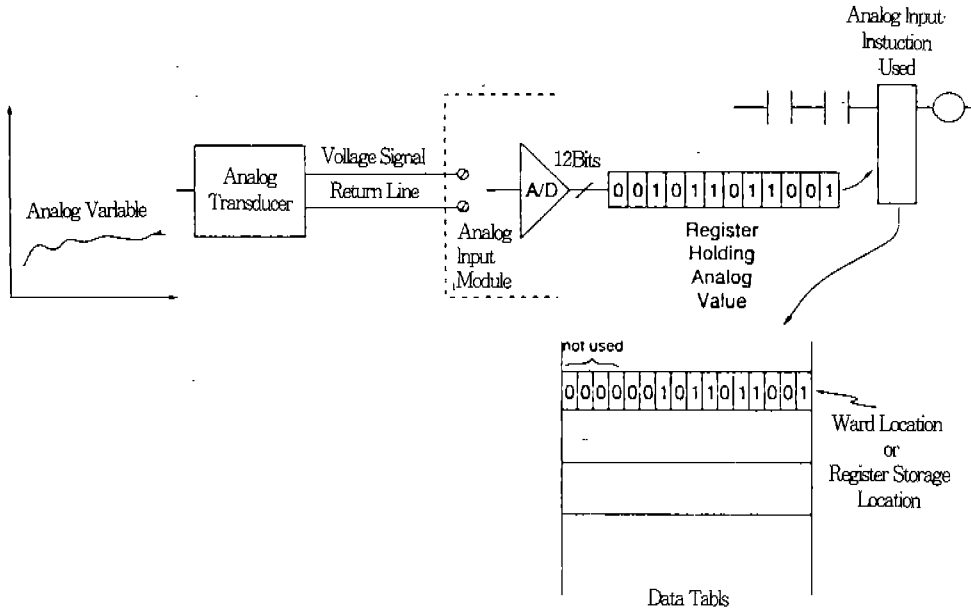 Analog Input
Instuction
Used
Analog Variable
Analog
Transducer
Vollage Signal
Return Line
Analog
Input
Module
A/D
12Bits
0 0 1 0 1 1 0 1 1 0 0 1
Register
Holding
Analog
Value
not used
0 0 0 0 0 0 1 0 1 1 0 1 1 0 0 1
Ward Location
or
Register Storage
Location
Data Tabls